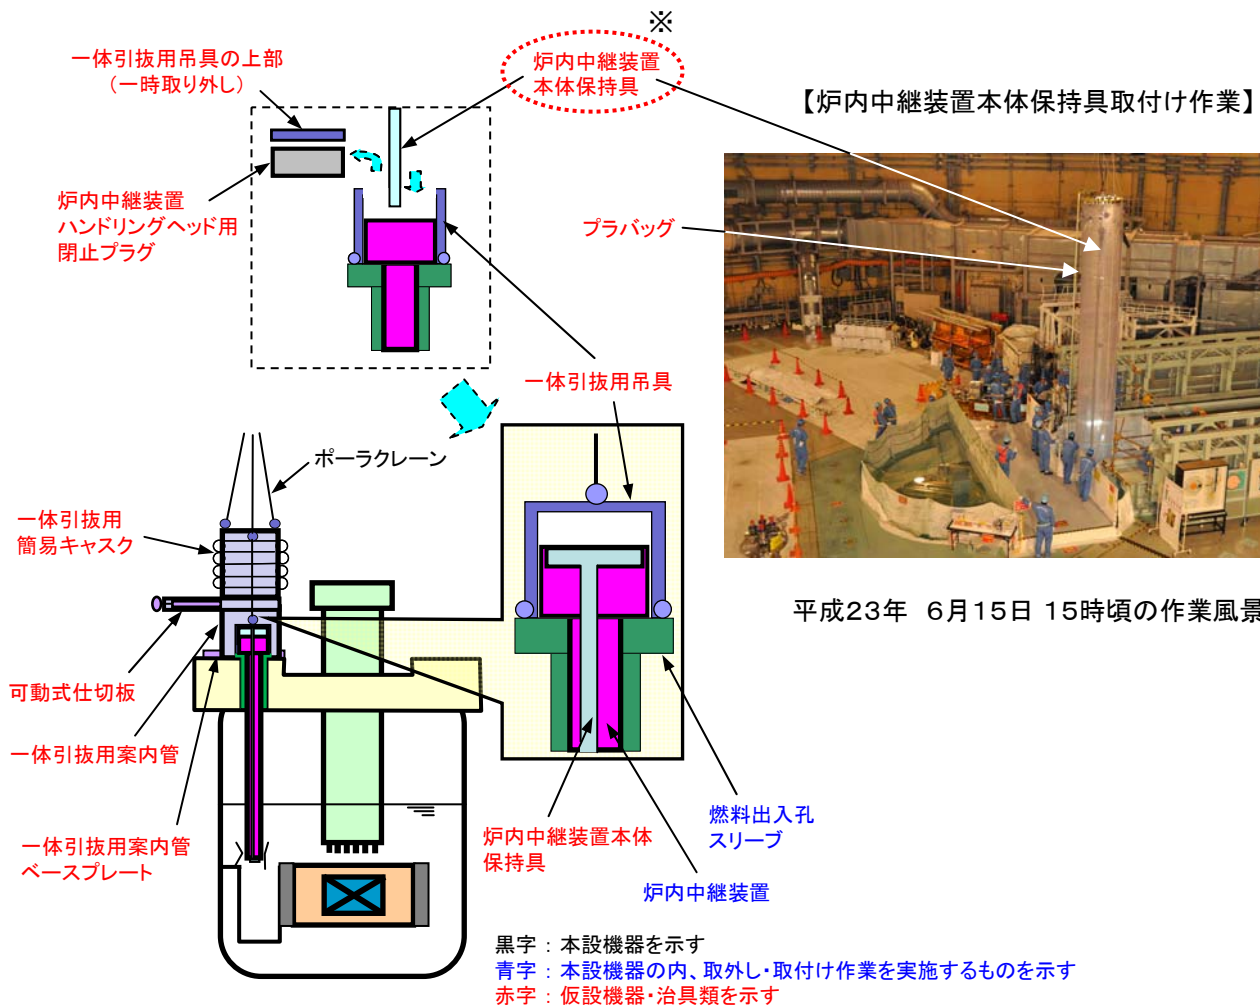 ※
一体引抜用吊具の上部
（一時取り外し）
炉内中継装置
本体保持具
【炉内中継装置本体保持具取付け作業】
炉内中継装置
ハンドリングヘッド用
閉止プラグ
プラバッグ
一体引抜用吊具
ポーラクレーン
一体引抜用
簡易キャスク
平成23年 6月15日 15時頃の作業風景
可動式仕切板
一体引抜用案内管
一体引抜用案内管
ベースプレート
炉内中継装置本体
保持具
燃料出入孔
スリーブ
炉内中継装置
黒字：本設機器を示す
青字：本設機器の内、取外し・取付け作業を実施するものを示す
赤字：仮設機器・治具類を示す